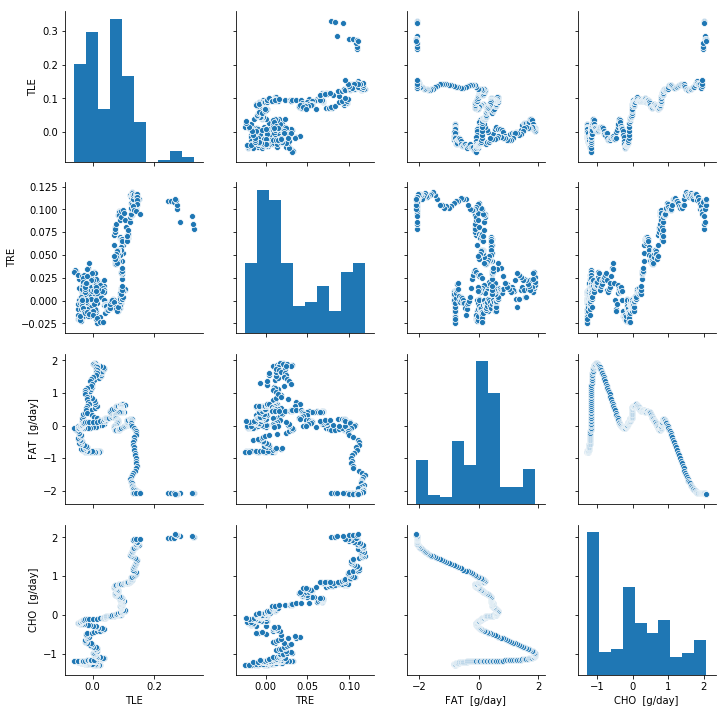 TLE
0.3
0.2
0.1
0.0
TRE
0.125
0.100
0.075
0.050
0.025
0.000
−0.025
FAT [g/day]
2
1
0
−1
−2
CHO [g/day]
2
1
0
−1
0.0 0.2
0.00 0.05 0.10
−2 0 2
−1 0 1 2
TLE
TRE
FAT [g/day]
CHO [g/day]